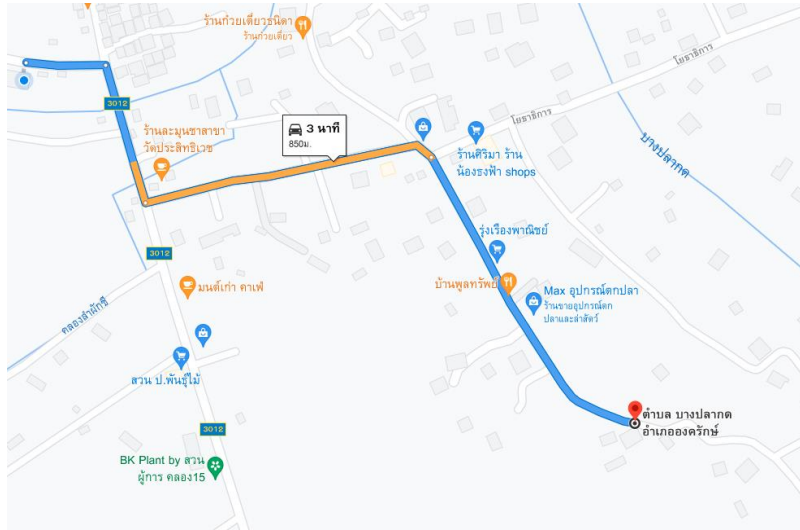 ร้านก๋วยเตี๋ยวธนิดา
ร้านก๋วยเตี๋ยว
โยธาธิการ
3012
3 นาที
850ม.
โยธาธิการ
ร้านละมุนชาสาขา
วัดประสิทธิเวช
ร้านศิริมา ร้าน
น้องธงฟ้า shops
บางปลากด
รุ่งเรืองพาณิชย์
3012
มนต์เก่า คาเฟ่
บ้านพูลทรัพย์
Max อุปกรณ์ตกปลา
ร้านขายอุปกรณ์ตก
ปลาและล่าสัตว์
คลองลำผักชี
สวน ป.พันธุ์ไม้
ตำบล บางปลากด
อำเภอองครักษ์
3012
BK Plant by สวน
ผู้การ คลอง15